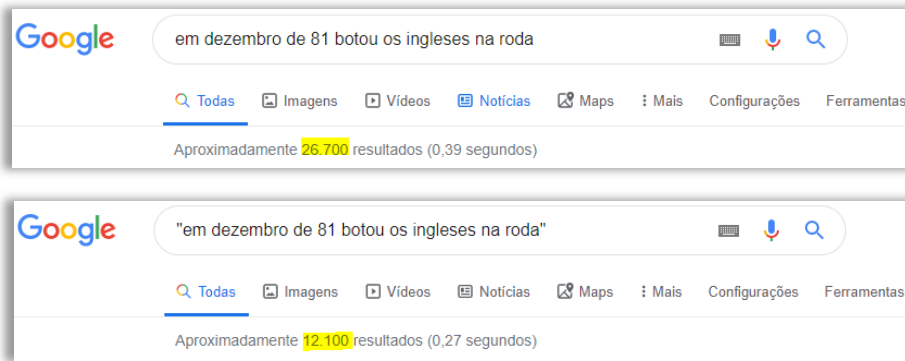 Google em dezembro de 81 botou os ingleses na roda
Todas Imagens Vídeos Notícias Maps Mais Configurações Ferramentas
Aproximadamente 26.700 resultados (0,39 segundos)
Google "em dezembro de 81 botou os ingleses na roda"
Todas Imagens Vídeos Notícias Maps Mais Configurações Ferramentas
Aproximadamente 12.100 resultados (0,27 segundos)